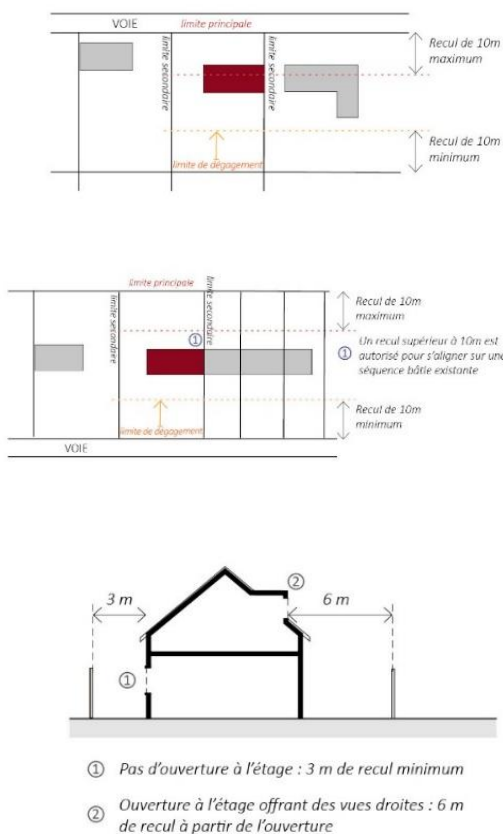 VOIE
limite principale
limite secondaire
limite secondaire
Recul de 10m
maximum
Recul de 10m
minimum
limite de dégagement
limite principale
limite secondaire
limite secondaire
Recul de 10m
maximum
①
① Un recul supérieur à 10m est
autorisé pour s'aligner sur une
séquence bâtie existante
Recul de 10m
minimum
limite de dégagement
VOIE
②
3 m
6 m
①
① Pas d'ouverture à l'étage : 3 m de recul minimum
② Ouverture à l'étage offrant des vues droites : 6 m
de recul à partir de l'ouverture